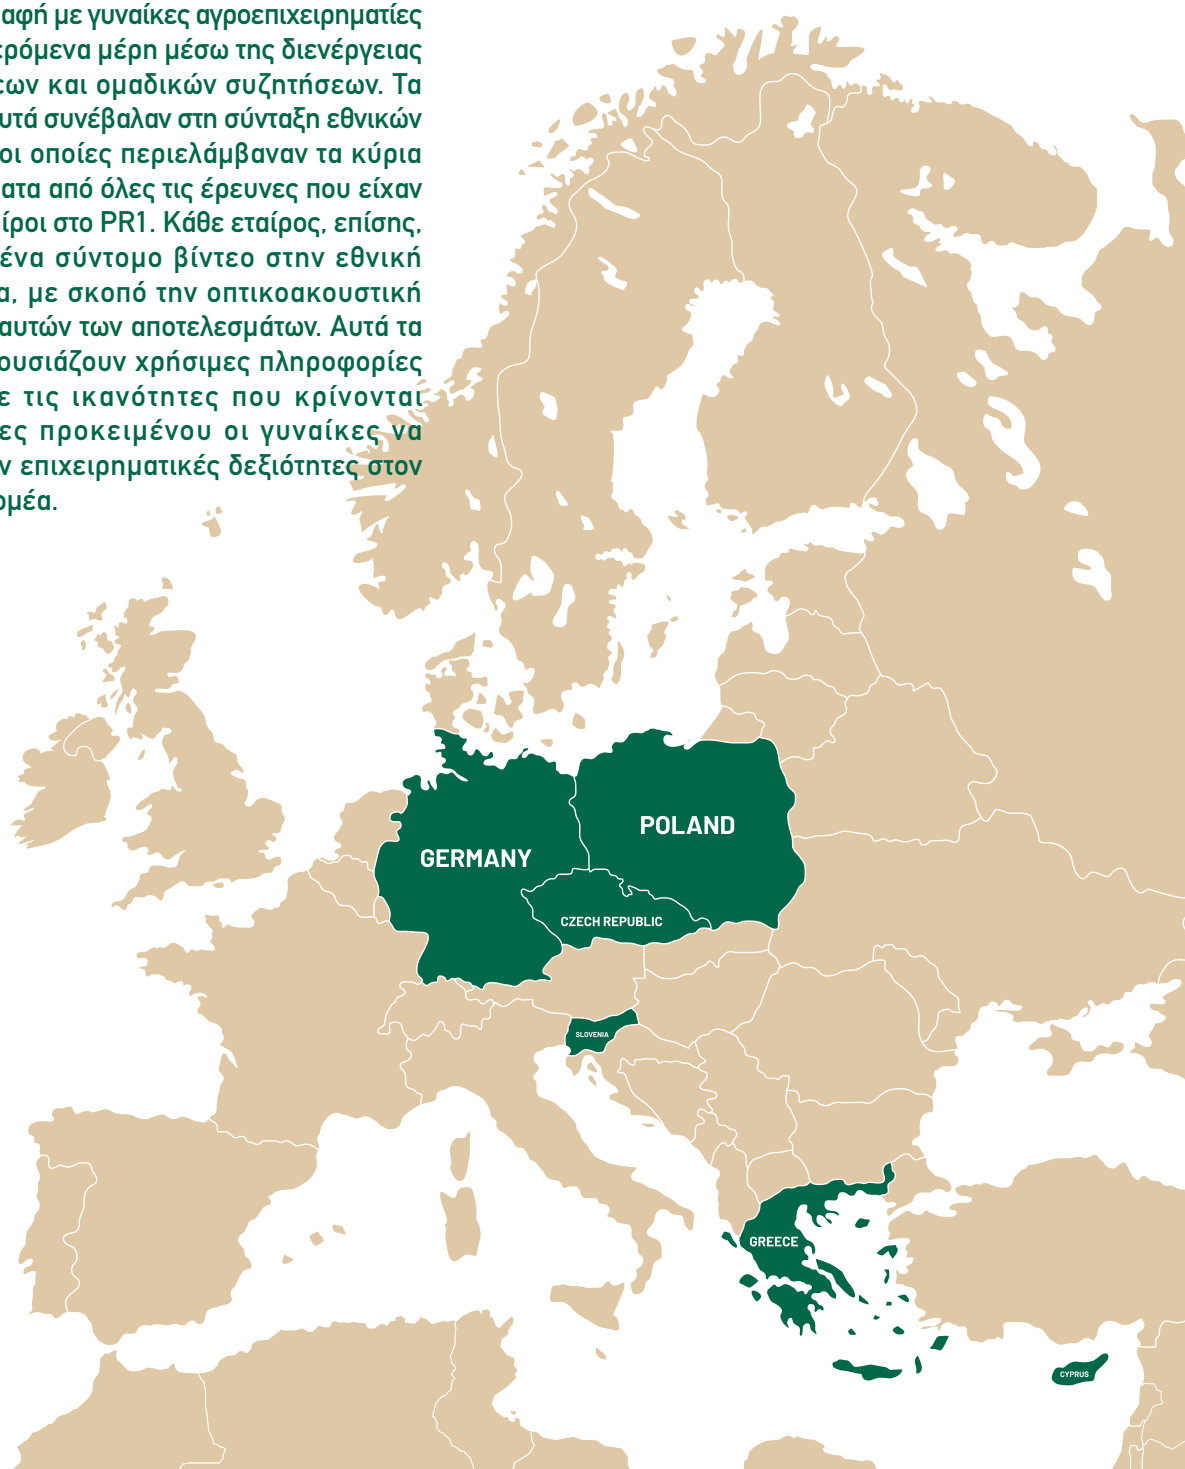 αφή με γυναίκες αγροεπιχειρηματίες
ερόμενα μέρη μέσω της διενέργειας
εων και ομαδικών συζητήσεων. Τα
υτά συνέβαλαν στη σύνταξη εθνικών
οι οποίες περιελάμβαναν τα κύρια
ατα από όλες τις έρευνες που είχαν
αίροι στο PR1. Κάθε εταίρος, επίσης,
ένα σύντομο βίντεο στην εθνική
α, με σκοπό την οπτικοακουστική
αυτών των αποτελεσμάτων. Αυτά τα
ουσιάζουν χρήσιμες πληροφορίες
ε τις ικανότητες που κρίνονται
ες προκειμένου οι γυναίκες να
ν επιχειρηματικές δεξιότητες στον
ομέα.
POLAND
GERMANY
CZECH REPUBLIC
SLOVENIA
GREECE
CYPRUS